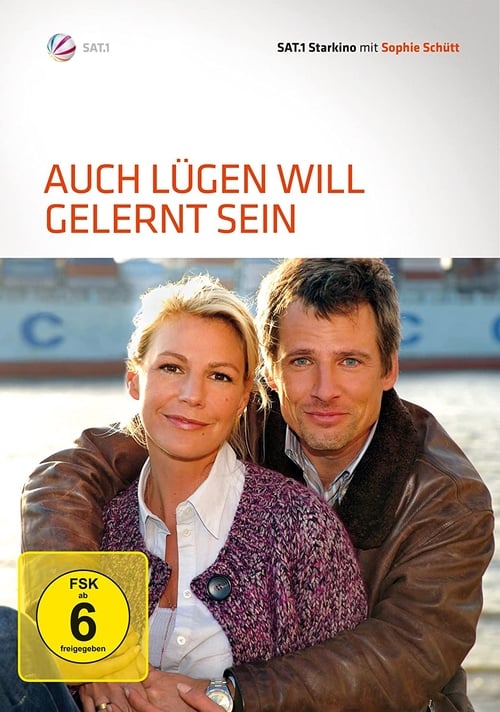 SAT.1
SAT.1 Starkino mit Sophie Schütt
AUCH LÜGEN WILL
GELERNT SEIN
C
C
FSK
ab
6
freigegeben